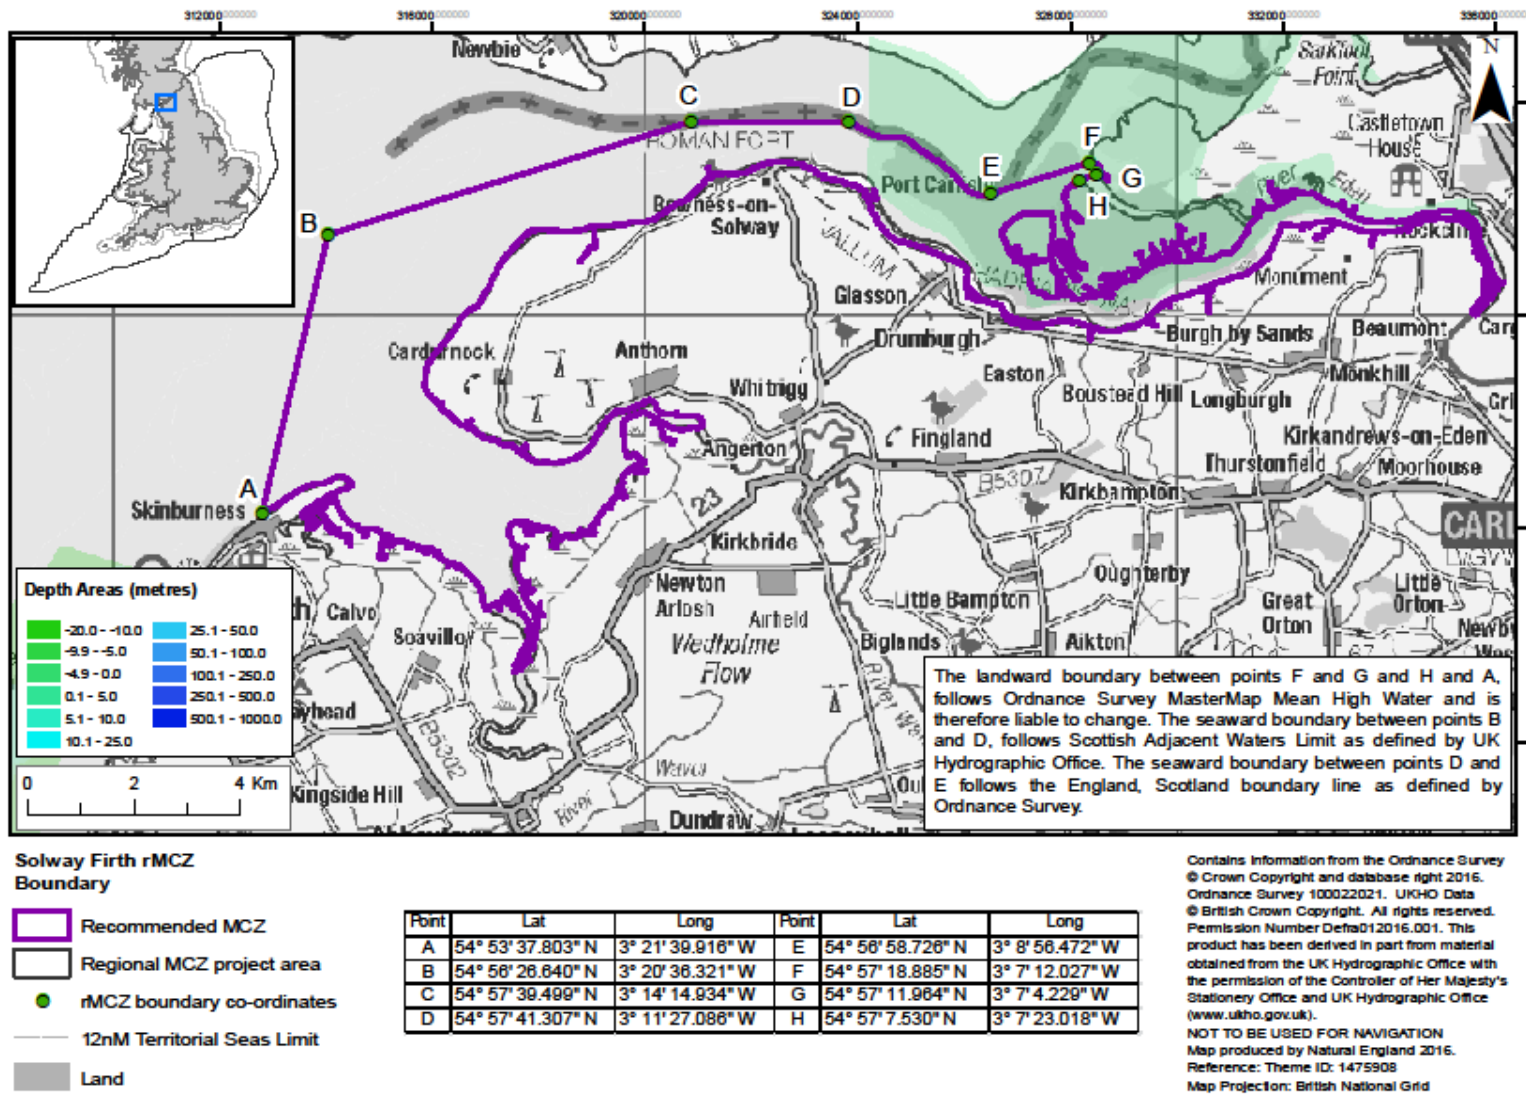 312000
316000
320000
324000
328000
332000
336000
N
Newbie
C
D
ROMAN FORT
F
E
G
H
Port Carlisle
River Eden
Castletown
House
B
Bowness-on-
Solway
VALLUM
Glasson
Monument
Drumburgh
Burgh by Sands
Beaumont
Cardurnock
Anthorn
Whitrigg
Easton
Boustead Hill
Longburgh
Monkhill
Angerton
Fingland
Kirkandrews-on-Eden
B5307
Thurstonfield
Moorhouse
Kirkbampton
A
Skinburness
23
Kirkbride
CARL
Newton
Arlosh
Airfield
Oughterby
Little Bampton
Great
Orton
Little
Orton
Calvo
Wedholme
Flow
Biglands
Aikton
B5302
River
Waver
Kingside Hill
Dundraw
Depth Areas (metres)
-20.0 - -10.0 25.1 - 50.0
-9.9 - -5.0 50.1 - 100.0
-4.9 - 0.0 100.1 - 250.0
0.1 - 5.0 250.1 - 500.0
5.1 - 10.0 500.1 - 1000.0
10.1 - 25.0
0 2 4 Km
The landward boundary between points F and G and H and A,
follows Ordnance Survey MasterMap Mean High Water and is
therefore liable to change. The seaward boundary between points B
and D, follows Scottish Adjacent Waters Limit as defined by UK
Hydrographic Office. The seaward boundary between points D and
E follows the England, Scotland boundary line as defined by
Ordnance Survey.
Solway Firth rMCZ
Boundary
Recommended MCZ
Regional MCZ project area
rMCZ boundary co-ordinates
12nM Territorial Seas Limit
Land
Point Lat Long Point Lat Long
A 54° 53' 37.803" N 3° 21' 39.916" W E 54° 56' 58.726" N 3° 8' 56.472" W
B 54° 56' 26.640" N 3° 20' 36.321" W F 54° 57' 18.885" N 3° 7' 12.027" W
C 54° 57' 39.499" N 3° 14' 14.934" W G 54° 57' 11.964" N 3° 7' 4.229" W
D 54° 57' 41.307" N 3° 11' 27.086" W H 54° 57' 7.530" N 3° 7' 23.018" W
Contains information from the Ordnance Survey
© Crown Copyright and database right 2016.
Ordnance Survey 100022021. UKHO Data
© British Crown Copyright. All rights reserved.
Permission Number Defra012016.001. This
product has been derived in part from material
obtained from the UK Hydrographic Office with
the permission of the Controller of Her Majesty's
Stationery Office and UK Hydrographic Office
(www.ukho.gov.uk).
NOT TO BE USED FOR NAVIGATION
Map produced by Natural England 2016.
Reference: Theme ID: 1475908
Map Projection: British National Grid